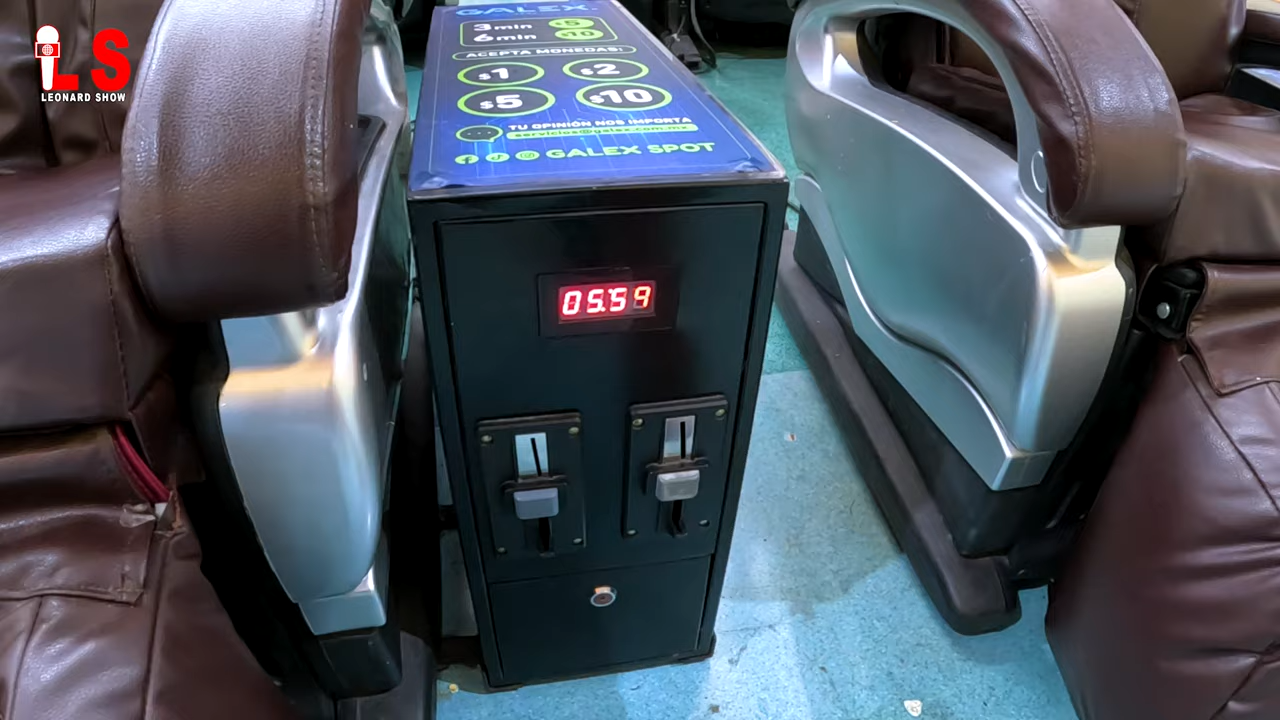 LS
LEONARD SHOW
GALEX
3min $5
6min $10
ACEPTA MONEDAS:
$1 $2
$5 $10
TU OPINIÓN NOS IMPORTA
servicios@galex.com.mx
GALEX SPOT
05:59